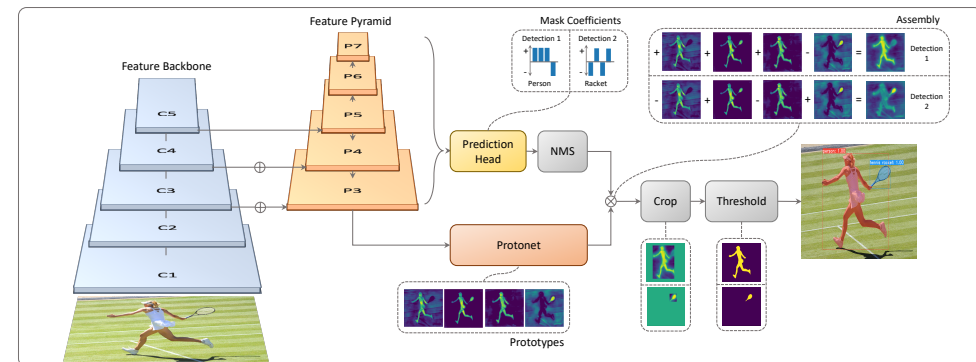 Feature Pyramid
Mask Coefficients
Assembly
Feature Backbone
Detection 1
Detection 2
+
-
Person
+
-
Racket
+ + + - =
Detection
1
- + - + =
Detection
2
P7
P6
P5
P4
P3
C5
C4
C3
C2
C1
Prediction
Head
NMS
Crop
Threshold
Protonet
Prototypes